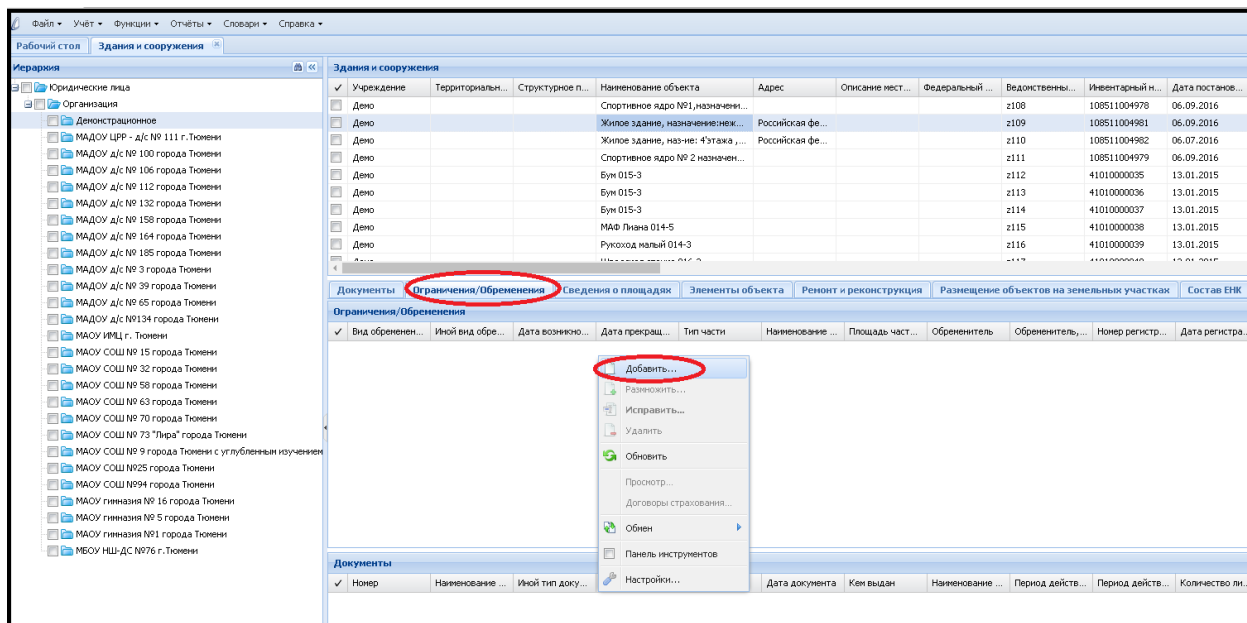 Файл Учёт Функции Отчёты Словари Справка
Рабочий стол Здания и сооружения
Иерархия
Юридические лица
Организация
Демонстрационное
МАДОУ ЦРР - д/с № 111 г.Тюмени
МАДОУ д/с № 100 города Тюмени
МАДОУ д/с № 106 города Тюмени
МАДОУ д/с № 112 города Тюмени
МАДОУ д/с № 132 города Тюмени
МАДОУ д/с № 158 города Тюмени
МАДОУ д/с № 164 города Тюмени
МАДОУ д/с № 185 города Тюмени
МАДОУ д/с № 3 города Тюмени
МАДОУ д/с № 39 города Тюмени
МАДОУ д/с № 65 города Тюмени
МАДОУ д/с №134 города Тюмени
МАОУ ИМЦ г. Тюмени
МАОУ СОШ № 15 города Тюмени
МАОУ СОШ № 32 города Тюмени
МАОУ СОШ № 58 города Тюмени
МАОУ СОШ № 63 города Тюмени
МАОУ СОШ № 70 города Тюмени
МАОУ СОШ № 73 "Лира" города Тюмени
МАОУ СОШ № 9 города Тюмени с углубленным изучением
МАОУ СОШ №25 города Тюмени
МАОУ СОШ №94 города Тюмени
МАОУ гимназия № 16 города Тюмени
МАОУ гимназия № 5 города Тюмени
МАОУ гимназия №1 города Тюмени
МБОУ НШ-ДС №76 г.Тюмени
Здания и сооружения
Учреждение Территориальн... Структурное п... Наименование объекта Адрес Описание мест... Федеральный ... Ведомственны... Инвентарный н... Дата постанов...
Демо Спортивное ядро №1,назначени... z108 108511004978 06.09.2016
Демо Жилое здание, назначение:неж... Российская фе... z109 108511004981 06.09.2016
Демо Жилое здание, наз-ие: 4'этажа ,... Российская фе... z110 108511004982 06.07.2016
Демо Спортивное ядро № 2 назначен... z111 108511004979 06.09.2016
Демо Бум 015-3 z112 41010000035 13.01.2015
Демо Бум 015-3 z113 41010000036 13.01.2015
Демо Бум 015-3 z114 41010000037 13.01.2015
Демо МАФ Лиана 014-5 z115 41010000038 13.01.2015
Демо Рукоход малый 014-3 z116 41010000039 13.01.2015
Документы Ограничения/Обременения Сведения о площадях Элементы объекта Ремонт и реконструкция Размещение объектов на земельных участках Состав ЕНК
Ограничения/Обременения
Вид обременен... Иной вид обре... Дата возникно... Дата прекращ... Тип части Наименование ... Площадь част... Обременитель Обременитель,... Номер регистр... Дата регистра...
Добавить...
Размножить...
Исправить...
Удалить
Обновить
Просмотр...
Договоры страхования...
Обмен
Панель инструментов
Настройки...
Документы
Номер Наименование ... Иной тип доку... Дата документа Кем выдан Наименование ... Период действ... Период действ... Количество ли...